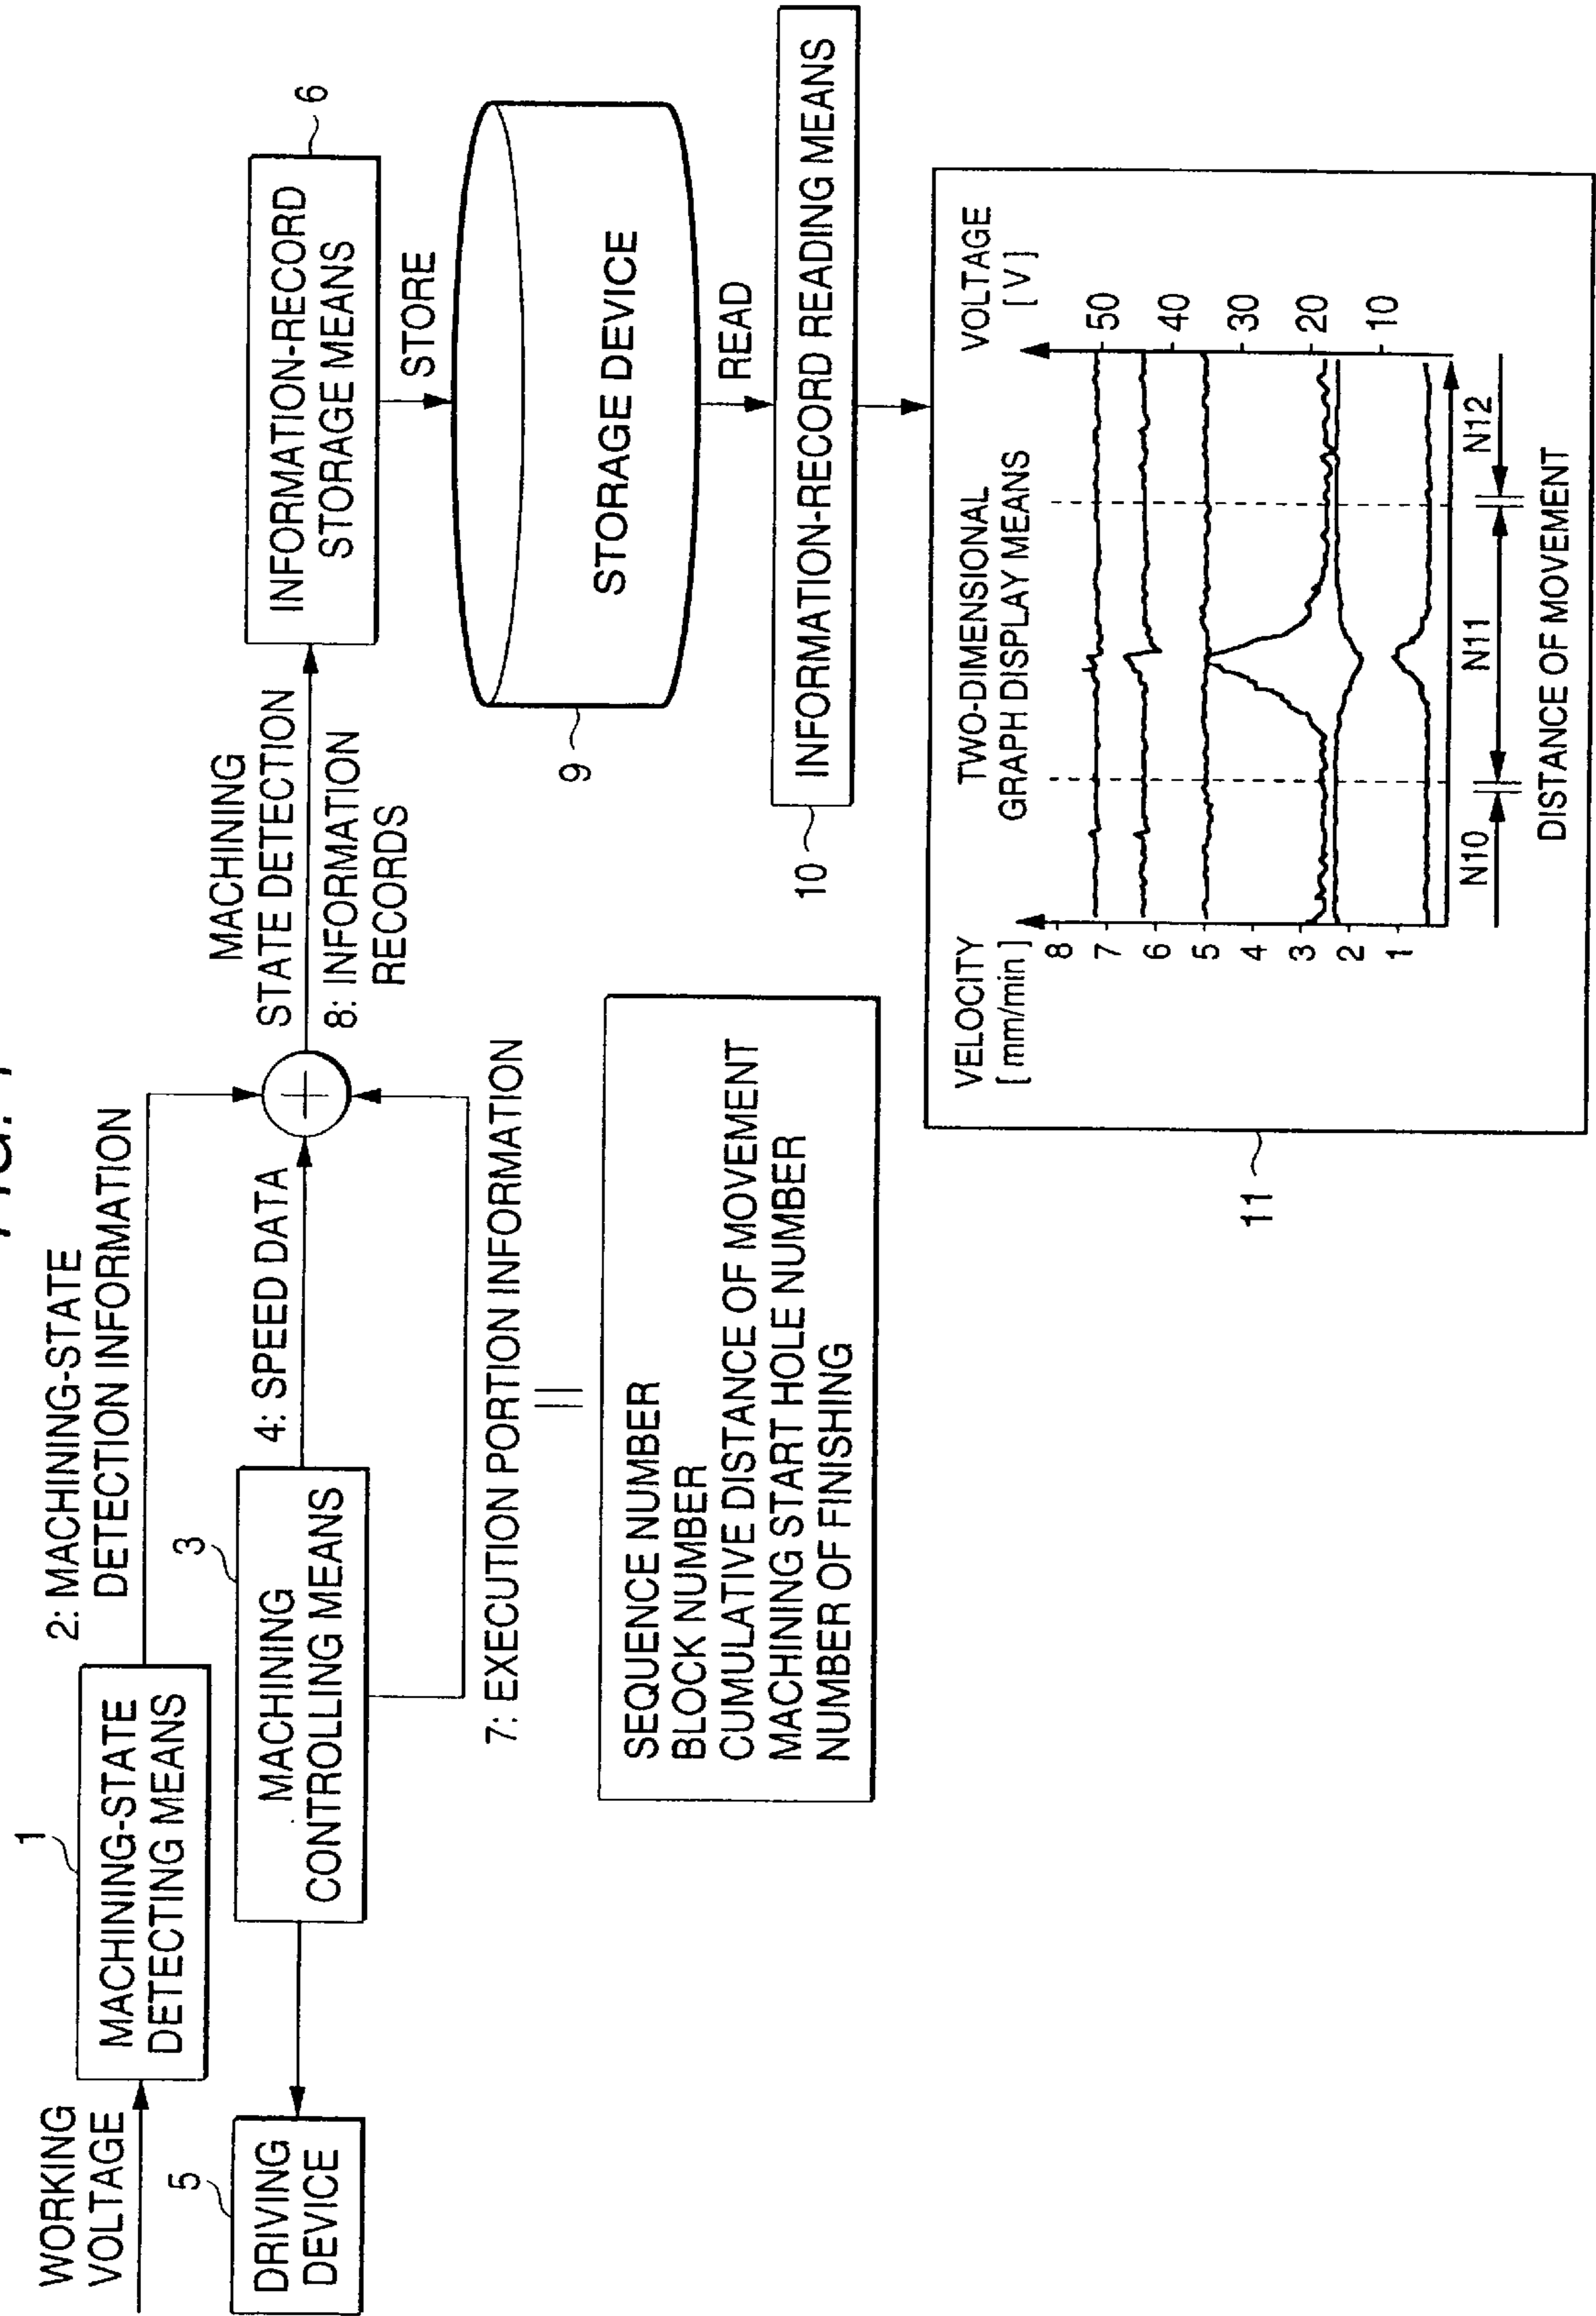 FIG. 1
WORKING
VOLTAGE
1
MACHINING-STATE
DETECTING MEANS
2: MACHINING-STATE
DETECTION INFORMATION
5
DRIVING
DEVICE
3
MACHINING
CONTROLLING MEANS
4: SPEED DATA
7: EXECUTION PORTION INFORMATION
SEQUENCE NUMBER
BLOCK NUMBER
CUMULATIVE DISTANCE OF MOVEMENT
MACHINING START HOLE NUMBER
NUMBER OF FINISHING
MACHINING
STATE DETECTION
8: INFORMATION
RECORDS
6
INFORMATION-RECORD
STORAGE MEANS
STORE
9
STORAGE DEVICE
READ
10
INFORMATION-RECORD READING MEANS
11
VELOCITY
[mm/min]
TWO-DIMENSIONAL
GRAPH DISPLAY MEANS
VOLTAGE
[V]
8
7
6
5
3
2
1
50
40
30
20
10
N10
N11
N12
DISTANCE OF MOVEMENT